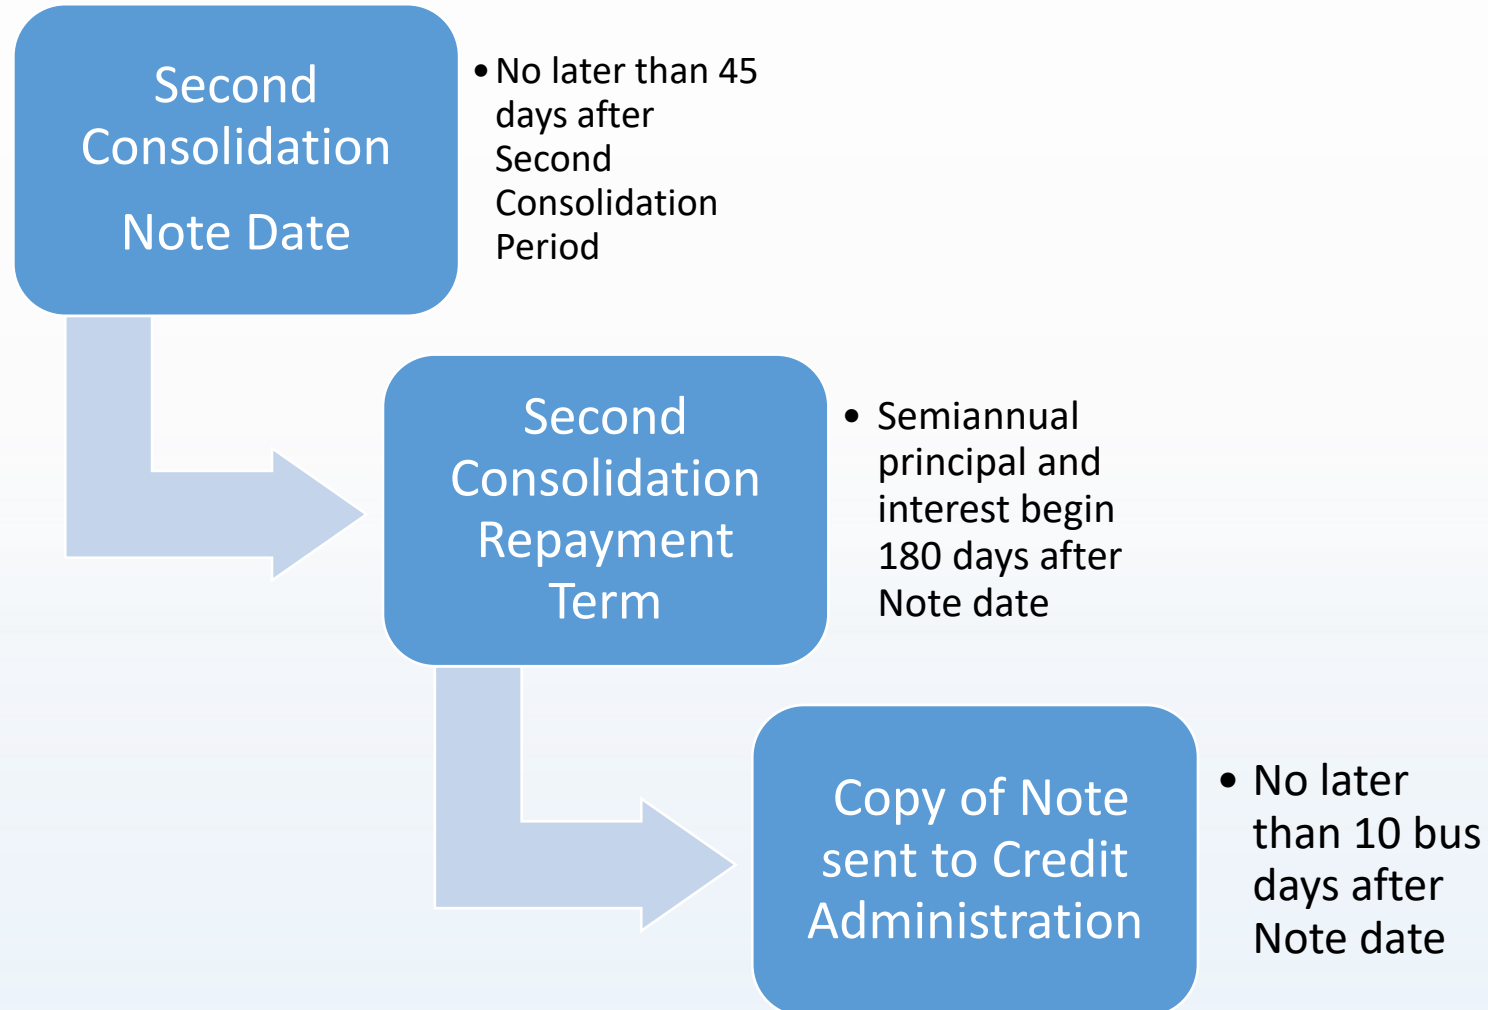 Second
Consolidation
Note Date
•No later than 45
days after
Second
Consolidation
Period
Second
Consolidation
Repayment
Term
• Semiannual
principal and
interest begin
180 days after
Note date
Copy of Note
sent to Credit
Administration
• No later
than 10 bus
days after
Note date